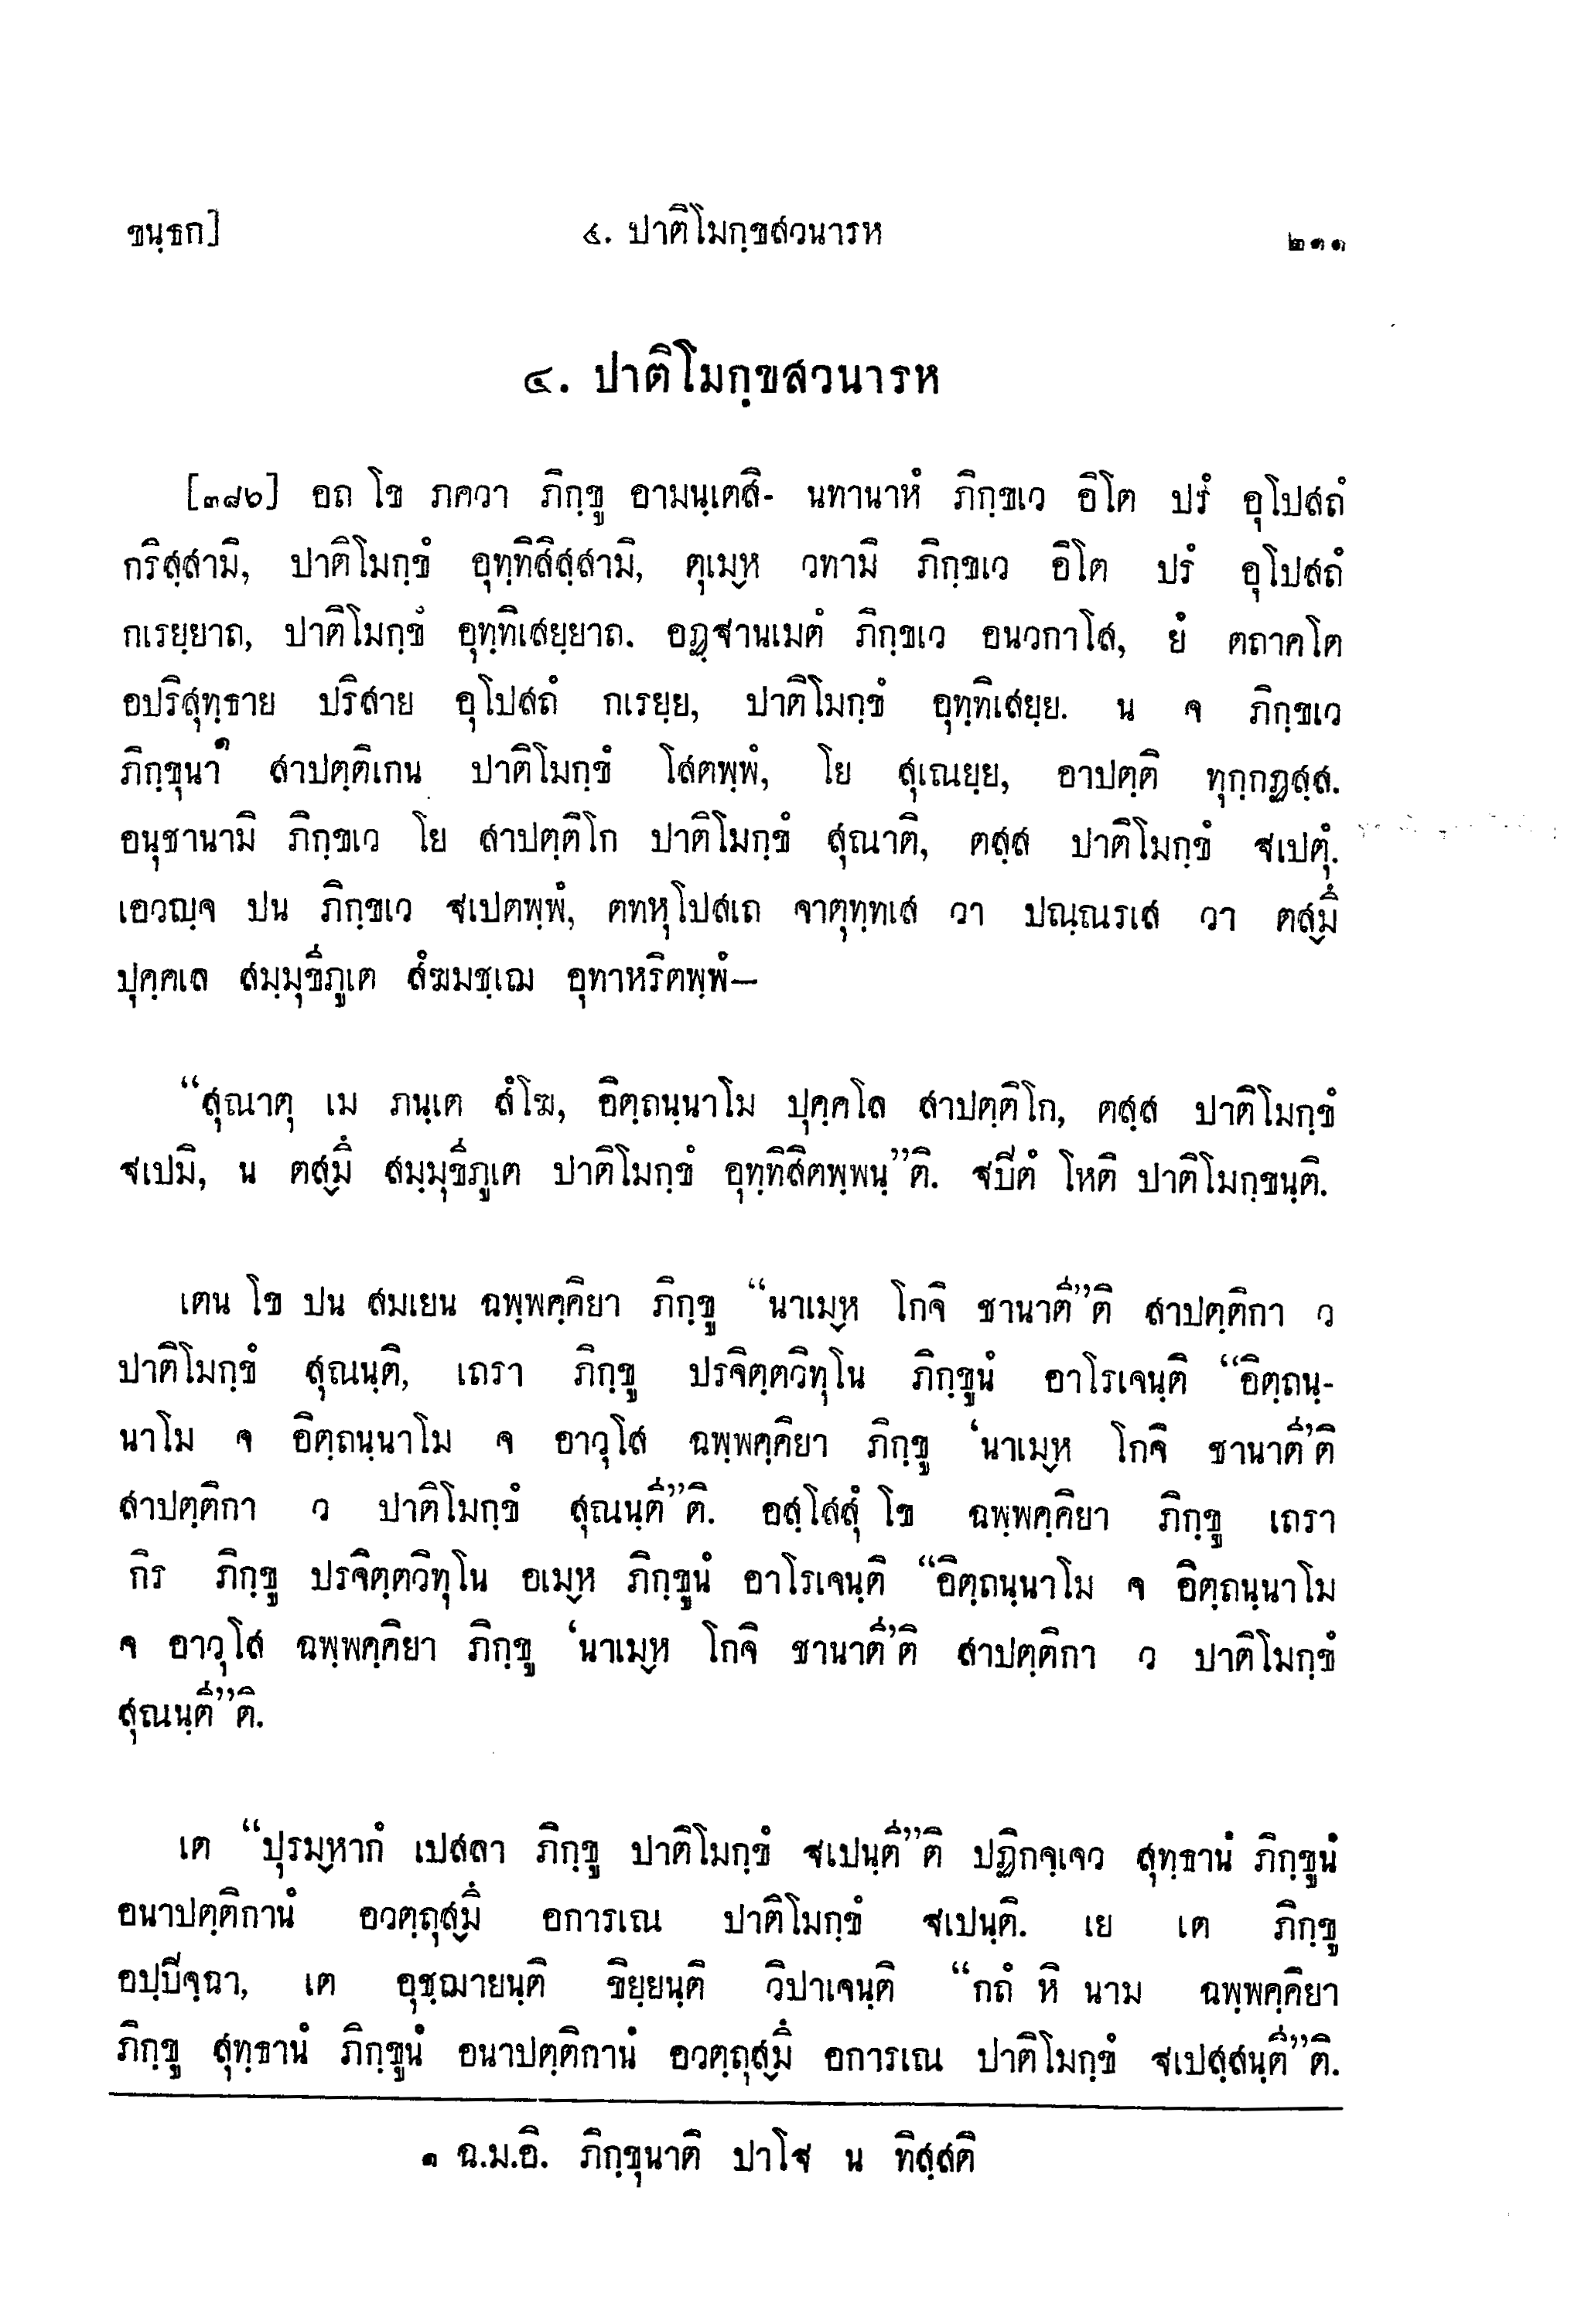 ขนฺธก]
๔. ปาติโมกฺขสวนารห
๒๓๑
๔. ปาติโมกฺขสวนารห
[๓๘๖] อถ โข ภควา ภิกฺขู อามนฺเตสิ- นทานาหํ ภิกฺขเว อิโต ปรํ อุโปสถํ
กริสฺสามิ, ปาติโมกฺขํ อุทฺทิสิสฺสามิ, ตุเมฺห วทามิ ภิกฺขเว อิโต ปรํ อุโปสถํ
กเรยฺยาถ, ปาติโมกฺขํ อุทฺทิเสยฺยาถ. อฏฺฐานเมตํ ภิกฺขเว อนวกาโส, ยํ ตถาคโต
อปริสุทฺธาย ปริสาย อุโปสถํ กเรยฺย, ปาติโมกฺขํ อุทฺทิเสยฺย. น จ ภิกฺขเว
ภิกฺขุนา๑ สาปตฺติเกน ปาติโมกฺขํ โสตพฺพํ, โย สุเณยฺย, อาปตฺติ ทุกฺกฏสฺส.
อนุชานามิ ภิกฺขเว โย สาปตฺติโก ปาติโมกฺขํ สุณาติ, ตสฺส ปาติโมกฺขํ ฐเปตุํ.
เอวญฺจ ปน ภิกฺขเว ฐเปตพฺพํ, ตทหุโปสเถ จาตุทฺทเส วา ปณฺณรเส วา ตสฺมึ
ปุคฺคเล สมฺมุขีภูเต สํฆมชฺเฌ อุทาหริตพฺพํ–
“สุณาตุ เม ภนฺเต สํโฆ, อิตฺถนฺนาโม ปุคฺคโล สาปตฺติโก, ตสฺส ปาติโมกฺขํ
ฐเปมิ, น ตสฺมึ สมฺมุขีภูเต ปาติโมกฺขํ อุทฺทิสิตพฺพนฺ”ติ. ฐปิตํ โหติ ปาติโมกฺขนฺติ.
เตน โข ปน สมเยน ฉพฺพคฺคิยา ภิกฺขู “นาเมฺห โกจิ ชานาตี”ติ สาปตฺติกา ว
ปาติโมกฺขํ สุณนฺติ, เถรา ภิกฺขู ปรจิตฺตวิทุโน ภิกฺขูนํ อาโรเจนฺติ “อิตฺถนฺ-
นาโม จ อิตฺถนฺนาโม จ อาวุโส ฉพฺพคฺคิยา ภิกฺขู ‘นาเมฺห โกจิ ชานาตี’ติ
สาปตฺติกา ว ปาติโมกฺขํ สุณนฺตี”ติ. อสฺโสสุํ โข ฉพฺพคฺคิยา ภิกฺขู เถรา
กิร ภิกฺขู ปรจิตฺตวิทุโน อเมฺห ภิกฺขูนํ อาโรเจนฺติ “อิตฺถนฺนาโม จ อิตฺถนฺนาโม
จ อาวุโส ฉพฺพคฺคิยา ภิกฺขู ‘นาเมฺห โกจิ ชานาตี’ติ สาปตฺติกา ว ปาติโมกฺขํ
สุณนฺตี”ติ.
เต “ปุรมฺหากํ เปสลา ภิกฺขู ปาติโมกฺขํ ฐเปนฺตี”ติ ปฏิกจฺเจว สุทฺธานํ ภิกฺขูนํ
อนาปตฺติกานํ อวตฺถุสฺมึ อการเณ ปาติโมกฺขํ ฐเปนฺติ. เย เต ภิกฺขู
อปฺปิจฺฉา, เต อุชฺฌายนฺติ ขิยฺยนฺติ วิปาเจนฺติ “กถํ หิ นาม ฉพฺพคฺคิยา
ภิกฺขู สุทฺธานํ ภิกฺขูนํ อนาปตฺติกานํ อวตฺถุสฺมึ อการเณ ปาติโมกฺขํ ฐเปสฺสนฺตี”ติ.
๑ ฉ.ม.อิ. ภิกฺขุนาติ ปาโฐ น ทิสฺสติ